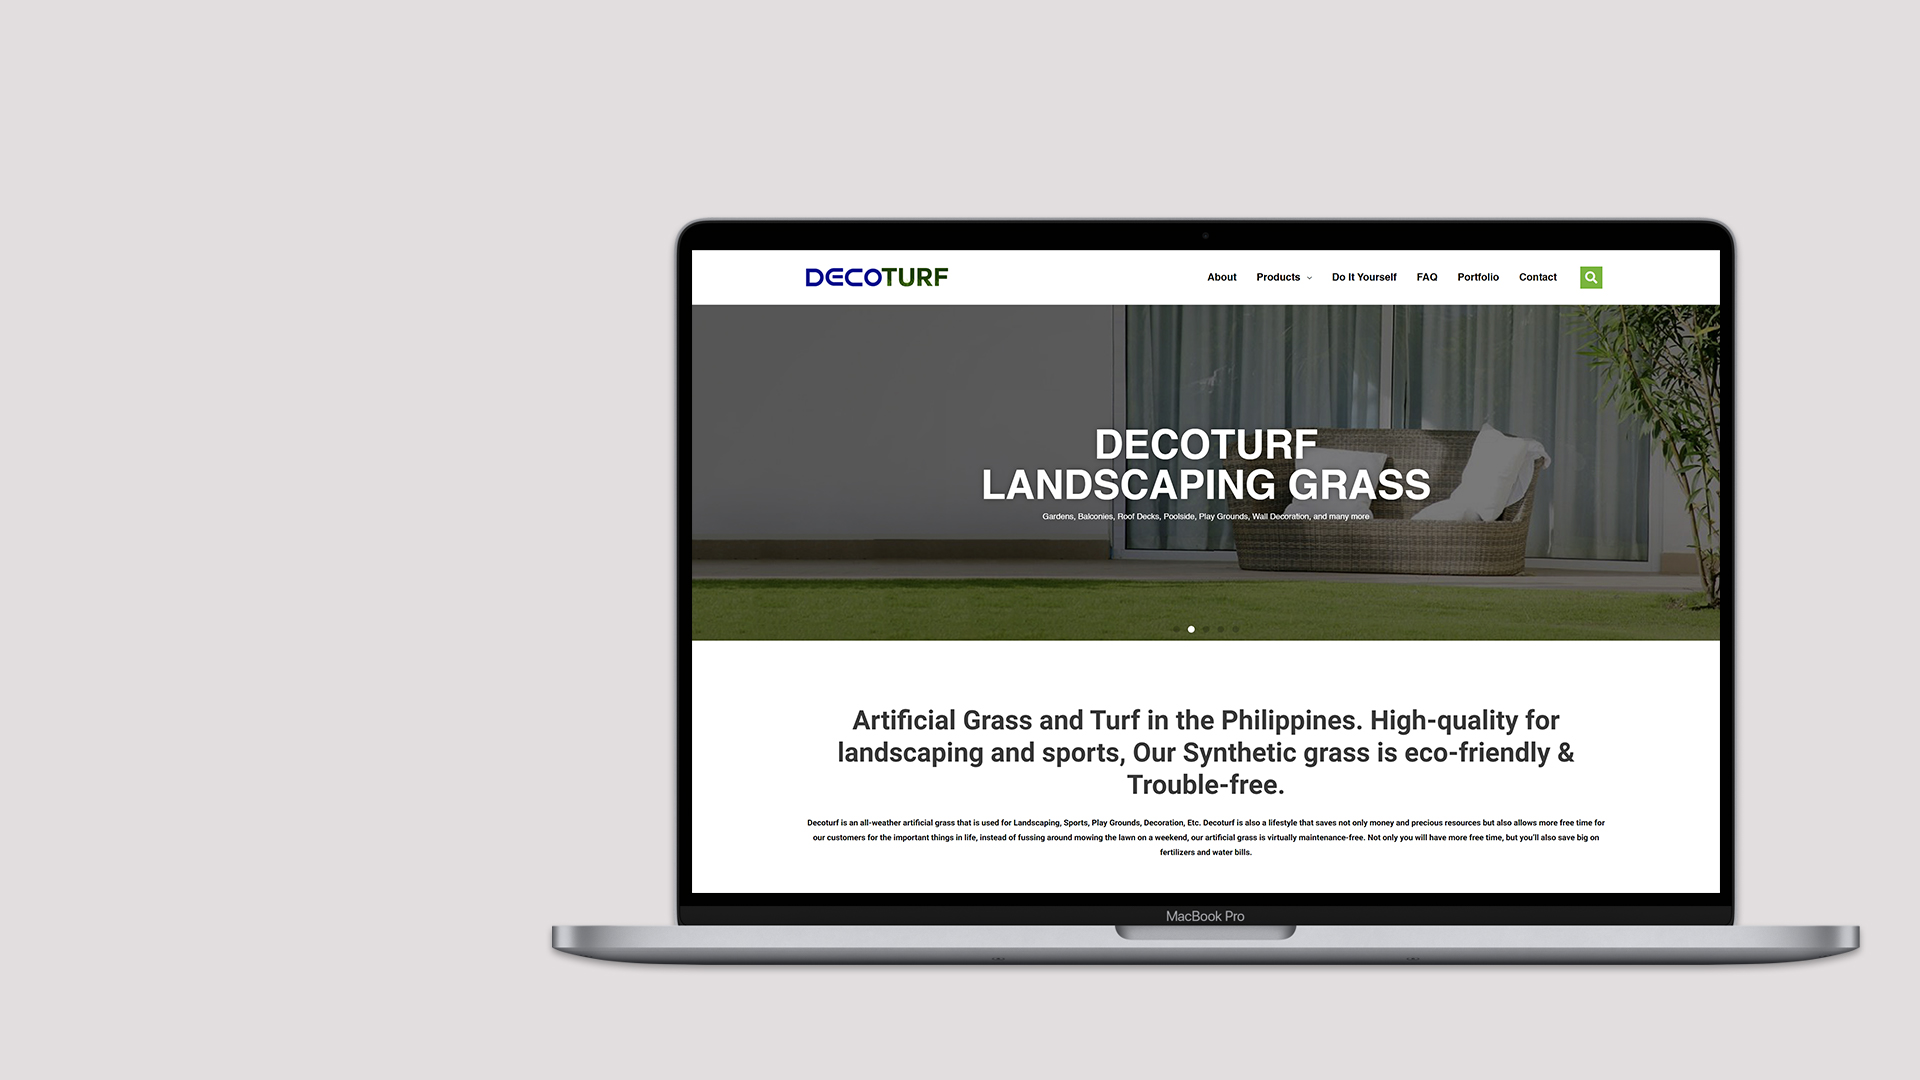 DECOTURF
About Products Do It Yourself FAQ Portfolio Contact
DECOTURF
LANDSCAPING GRASS
Gardens, Balconies, Roof Decks, Poolside, Play Grounds, Wall Decoration, and many more
Artificial Grass and Turf in the Philippines. High-quality for
landscaping and sports, Our Synthetic grass is eco-friendly &
Trouble-free.
Decoturf is an all-weather artificial grass that is used for Landscaping, Sports, Play Grounds, Decoration, Etc. Decoturf is also a lifestyle that saves not only money and precious resources but also allows more free time for
our customers for the important things in life, instead of fussing around mowing the lawn on a weekend, our artificial grass is virtually maintenance-free. Not only you will have more free time, but you'll also save big on
fertilizers and water bills.
MacBook Pro